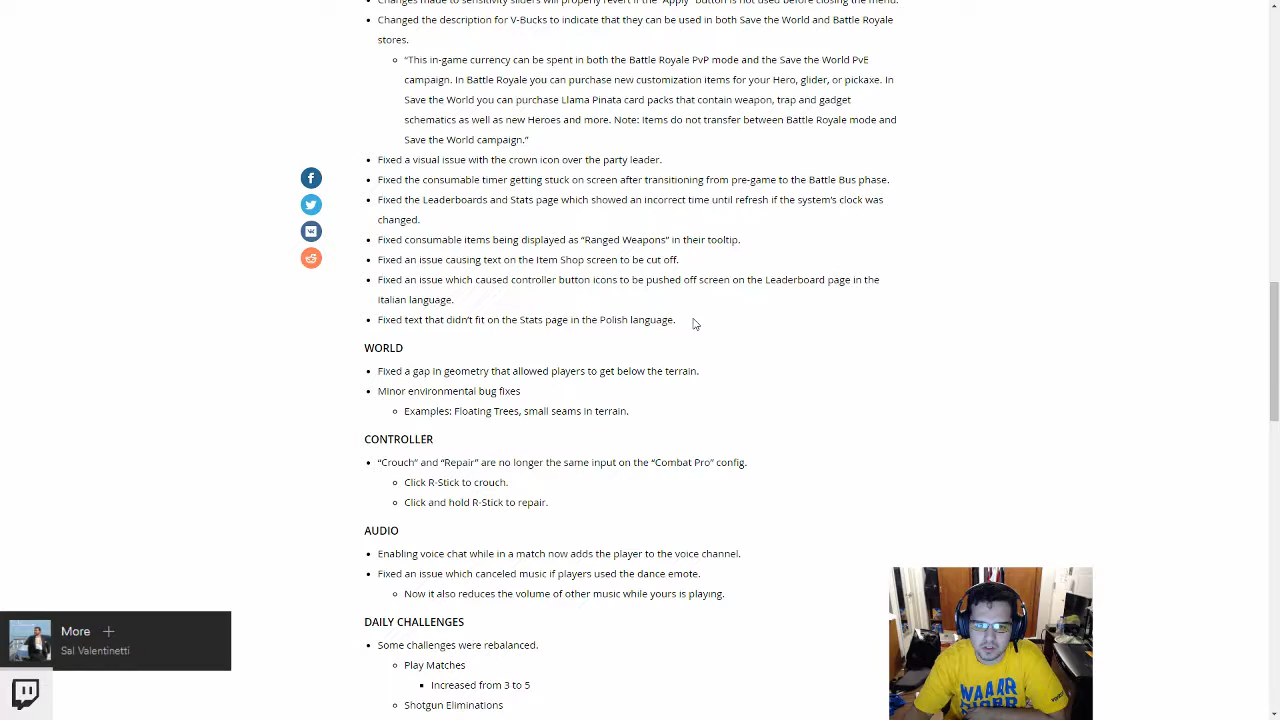 Changes made to sensitivity sliders will properly revert if the "Apply" button is not used before closing the menu.
Changed the description for V-Bucks to indicate that they can be used in both Save the World and Battle Royale
stores.
“This in-game currency can be spent in both the Battle Royale PvP mode and the Save the World PvE
campaign. In Battle Royale you can purchase new customization items for your Hero, glider, or pickaxe. In
Save the World you can purchase Llama Pinata card packs that contain weapon, trap and gadget
schematics as well as new Heroes and more. Note: Items do not transfer between Battle Royale mode and
Save the World campaign.”
Fixed a visual issue with the crown icon over the party leader.
Fixed the consumable timer getting stuck on screen after transitioning from pre-game to the Battle Bus phase.
Fixed the Leaderboards and Stats page which showed an incorrect time until refresh if the system’s clock was
changed.
Fixed consumable items being displayed as “Ranged Weapons” in their tooltip.
Fixed an issue causing text on the Item Shop screen to be cut off.
Fixed an issue which caused controller button icons to be pushed off screen on the Leaderboard page in the
Italian language.
Fixed text that didn’t fit on the Stats page in the Polish language.
WORLD
Fixed a gap in geometry that allowed players to get below the terrain.
Minor environmental bug fixes
Examples: Floating Trees, small seams in terrain.
CONTROLLER
“Crouch” and “Repair” are no longer the same input on the “Combat Pro” config.
Click R-Stick to crouch.
Click and hold R-Stick to repair.
AUDIO
Enabling voice chat while in a match now adds the player to the voice channel.
Fixed an issue which canceled music if players used the dance emote.
Now it also reduces the volume of other music while yours is playing.
DAILY CHALLENGES
Some challenges were rebalanced.
Play Matches
Increased from 3 to 5
Shotgun Eliminations
More
Sal Valentinetti
WAAAR